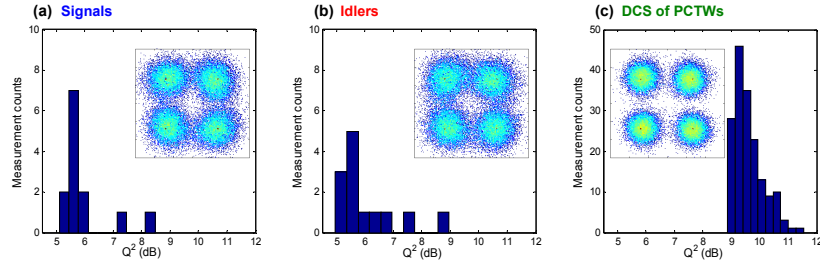 (a) Signals
10
8
6
4
2
0
5 6 7 8 9 10 11 12
Measurement counts
Q² (dB)
(b) Idlers
10
8
6
4
2
0
5 6 7 8 9 10 11 12
Measurement counts
Q² (dB)
(c) DCS of PCTWs
50
40
30
20
10
0
5 6 7 8 9 10 11 12
Measurement counts
Q² (dB)